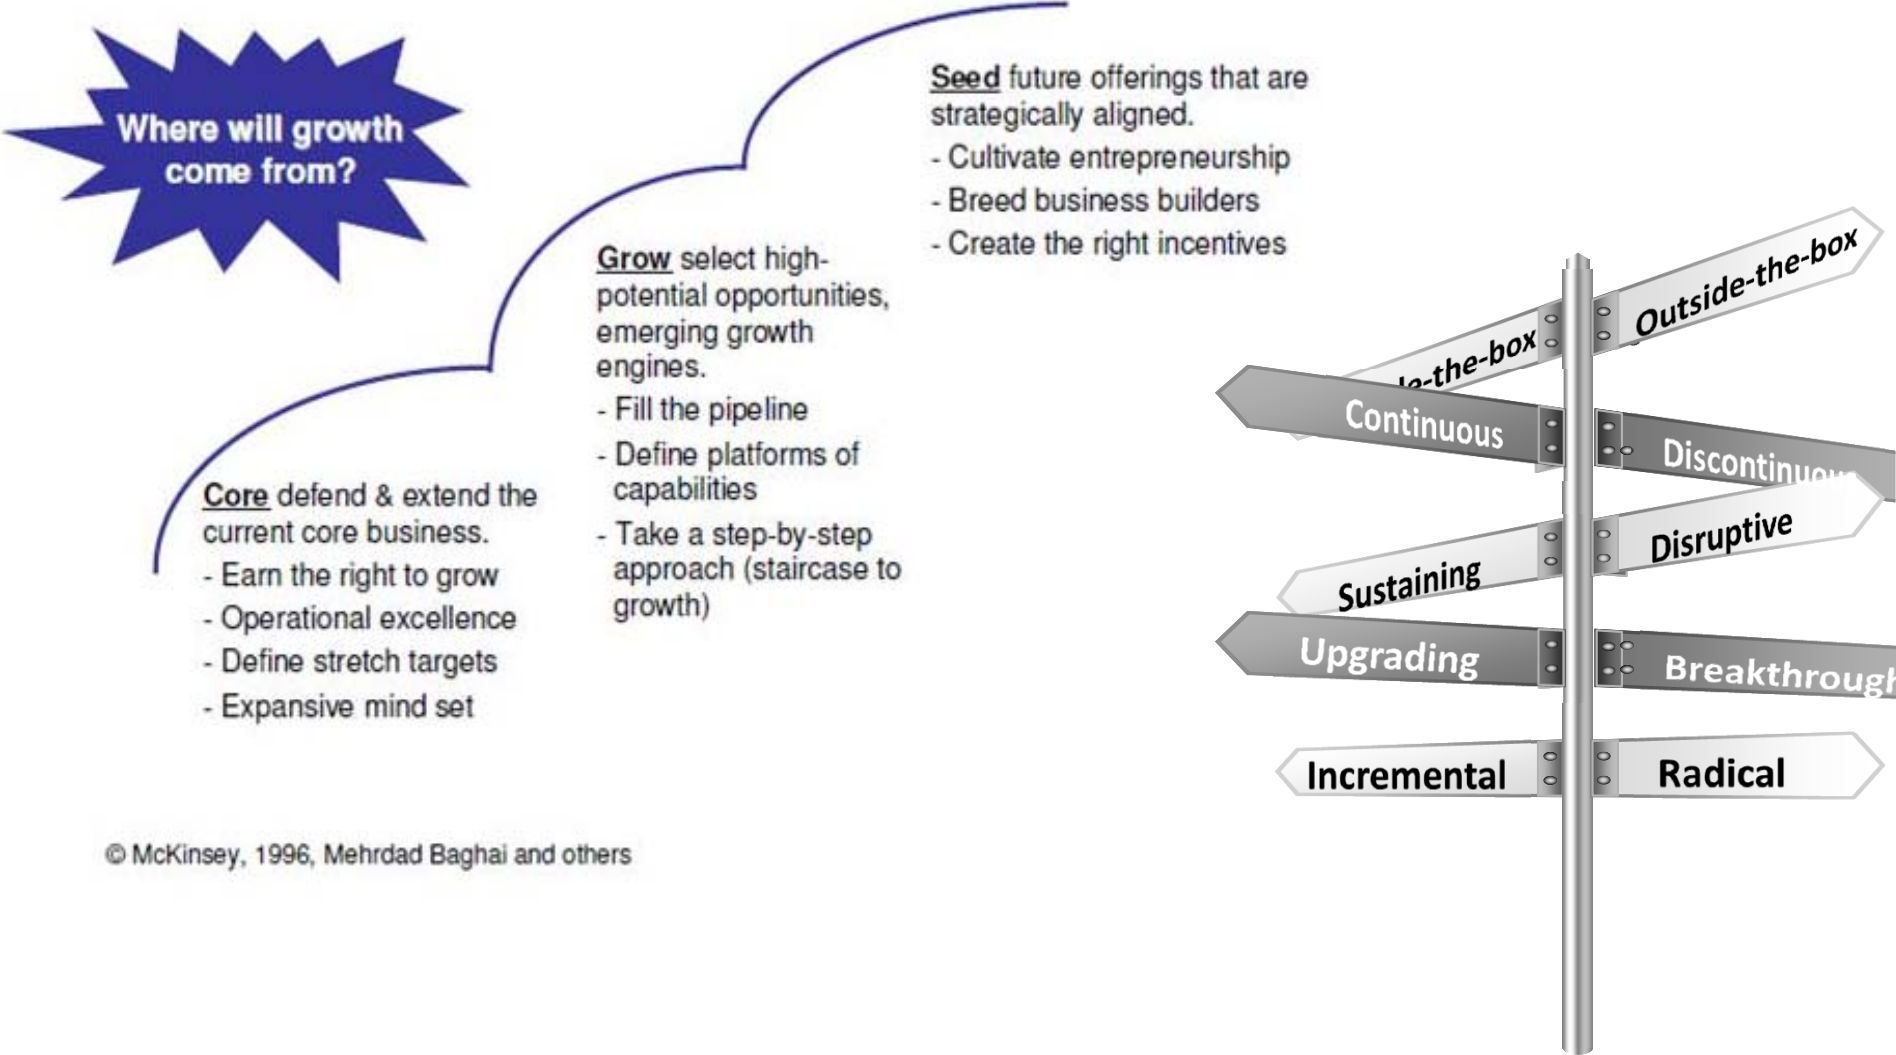 Where will growth
come from?
Seed future offerings that are
strategically aligned.
- Cultivate entrepreneurship
- Breed business builders
- Create the right incentives
Grow select high-
potential opportunities,
emerging growth
engines.
- Fill the pipeline
- Define platforms of
capabilities
- Take a step-by-step
approach (staircase to
growth)
Core defend & extend the
current core business.
- Earn the right to grow
- Operational excellence
- Define stretch targets
- Expansive mind set
© McKinsey, 1996, Mehrdad Baghai and others
-the-box
Outside-the-box
Continuous
Discontinuou
Sustaining
Disruptive
Upgrading
Breakthrough
Incremental
Radical